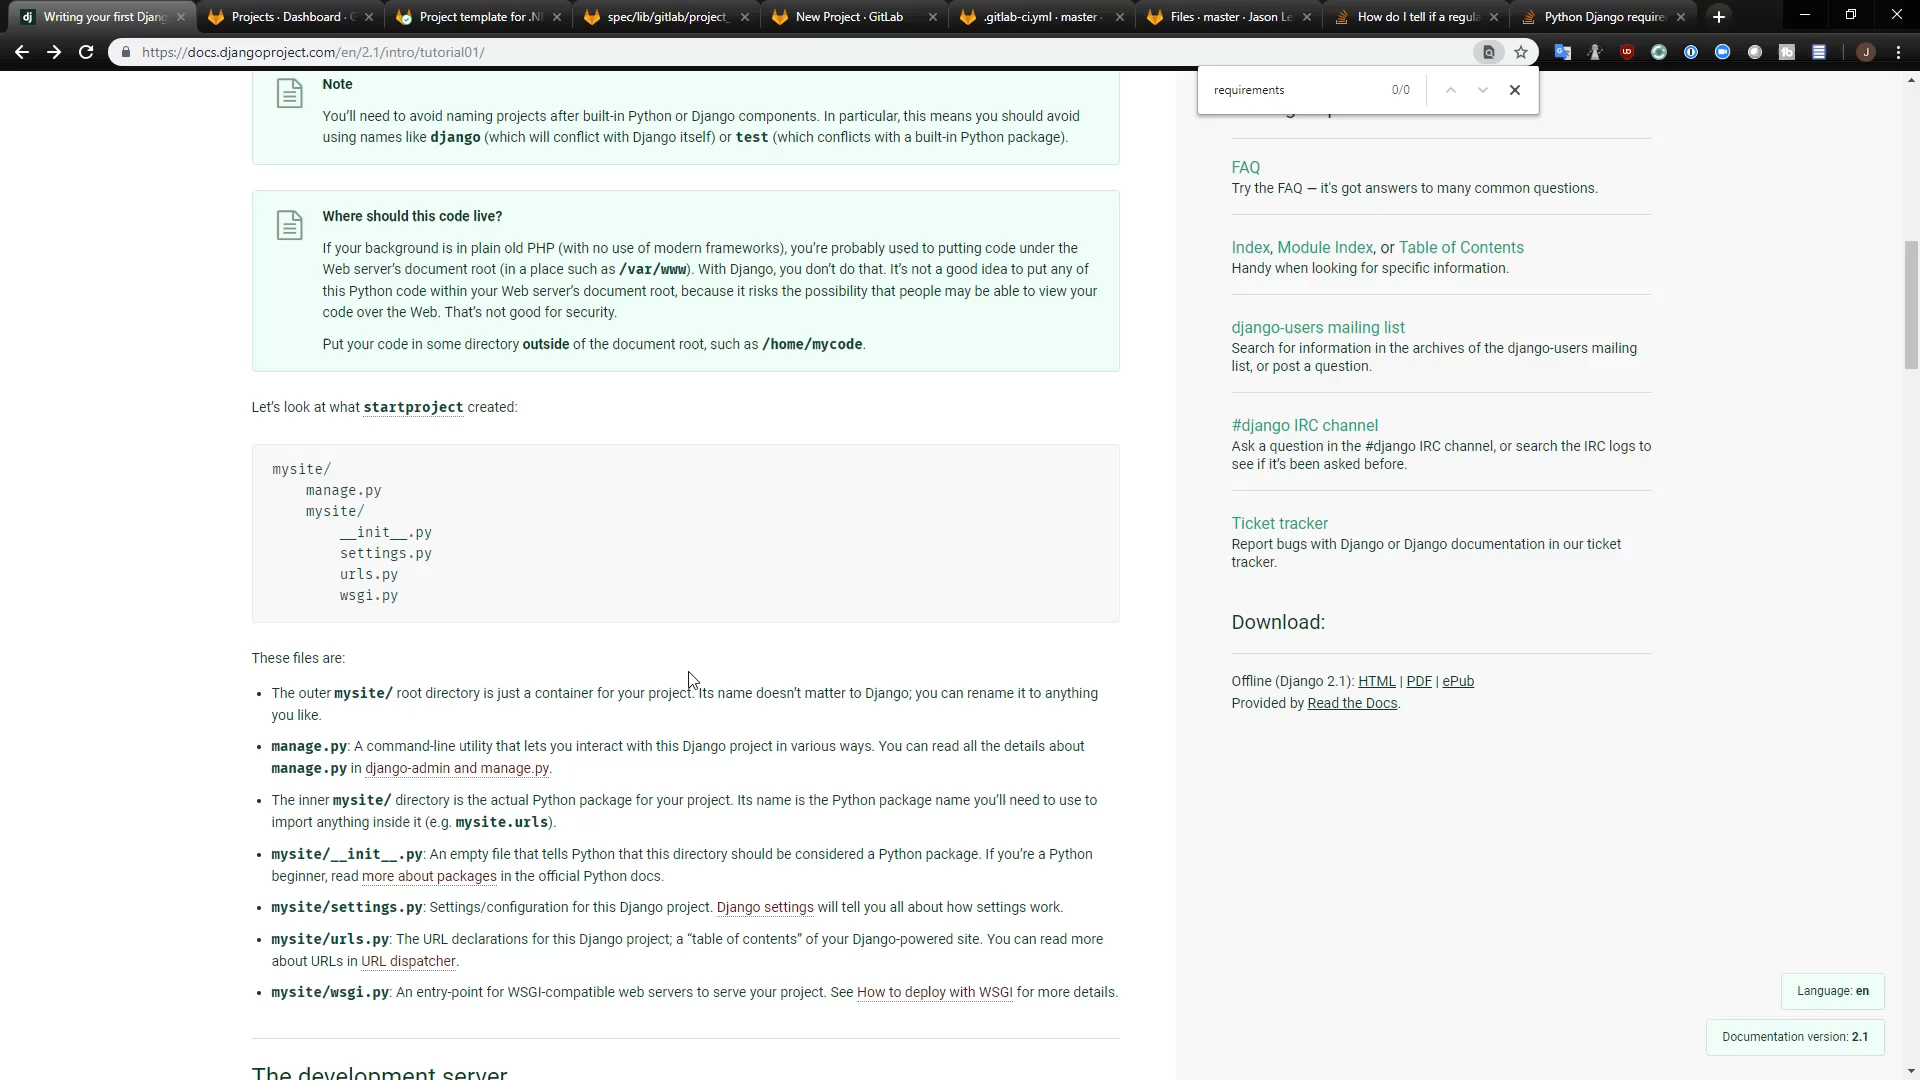 Writing your first Djang
Projects · Dashboard · G
Project template for .N
spec/lib/gitlab/project_
New Project · GitLab
.gitlab-ci.yml · master ·
Files · master · Jason Le
How do I tell if a regula
Python Django require
https://docs.djangoproject.com/en/2.1/intro/tutorial01/
requirements
0/0
Note
You'll need to avoid naming projects after built-in Python or Django components. In particular, this means you should avoid
using names like django (which will conflict with Django itself) or test (which conflicts with a built-in Python package).
Where should this code live?
If your background is in plain old PHP (with no use of modern frameworks), you're probably used to putting code under the
Web server's document root (in a place such as /var/www). With Django, you don't do that. It's not a good idea to put any of
this Python code within your Web server's document root, because it risks the possibility that people may be able to view your
code over the Web. That's not good for security.
Put your code in some directory outside of the document root, such as /home/mycode.
Let's look at what startproject created:
mysite/
manage.py
mysite/
__init__.py
settings.py
urls.py
wsgi.py
These files are:
• The outer mysite/ root directory is just a container for your project. Its name doesn't matter to Django; you can rename it to anything
you like.
• manage.py: A command-line utility that lets you interact with this Django project in various ways. You can read all the details about
manage.py in django-admin and manage.py.
• The inner mysite/ directory is the actual Python package for your project. Its name is the Python package name you'll need to use to
import anything inside it (e.g. mysite.urls).
• mysite/__init__.py: An empty file that tells Python that this directory should be considered a Python package. If you're a Python
beginner, read more about packages in the official Python docs.
• mysite/settings.py: Settings/configuration for this Django project. Django settings will tell you all about how settings work.
• mysite/urls.py: The URL declarations for this Django project; a “table of contents” of your Django-powered site. You can read more
about URLs in URL dispatcher.
• mysite/wsgi.py: An entry-point for WSGI-compatible web servers to serve your project. See How to deploy with WSGI for more details.
The development server
FAQ
Try the FAQ — it's got answers to many common questions.
Index, Module Index, or Table of Contents
Handy when looking for specific information.
django-users mailing list
Search for information in the archives of the django-users mailing
list, or post a question.
#django IRC channel
Ask a question in the #django IRC channel, or search the IRC logs to
see if it's been asked before.
Ticket tracker
Report bugs with Django or Django documentation in our ticket
tracker.
Download:
Offline (Django 2.1): HTML | PDF | ePub
Provided by Read the Docs.
Language: en
Documentation version: 2.1